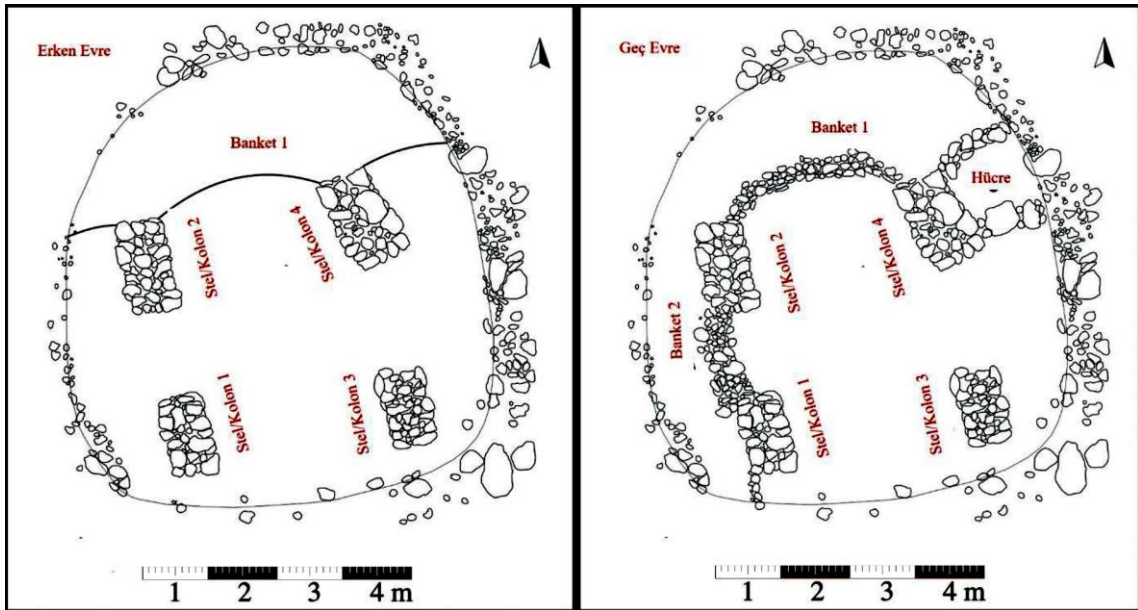 Erken Evre
Banket 1
Stel/Kolon 2
Stel/Kolon 4
Stel/Kolon 1
Stel/Kolon 3
1 2 3 4 m
Geç Evre
Banket 1
Hücre
Stel/Kolon 2
Stel/Kolon 4
Banket 2
Stel/Kolon 1
Stel/Kolon 3
1 2 3 4 m